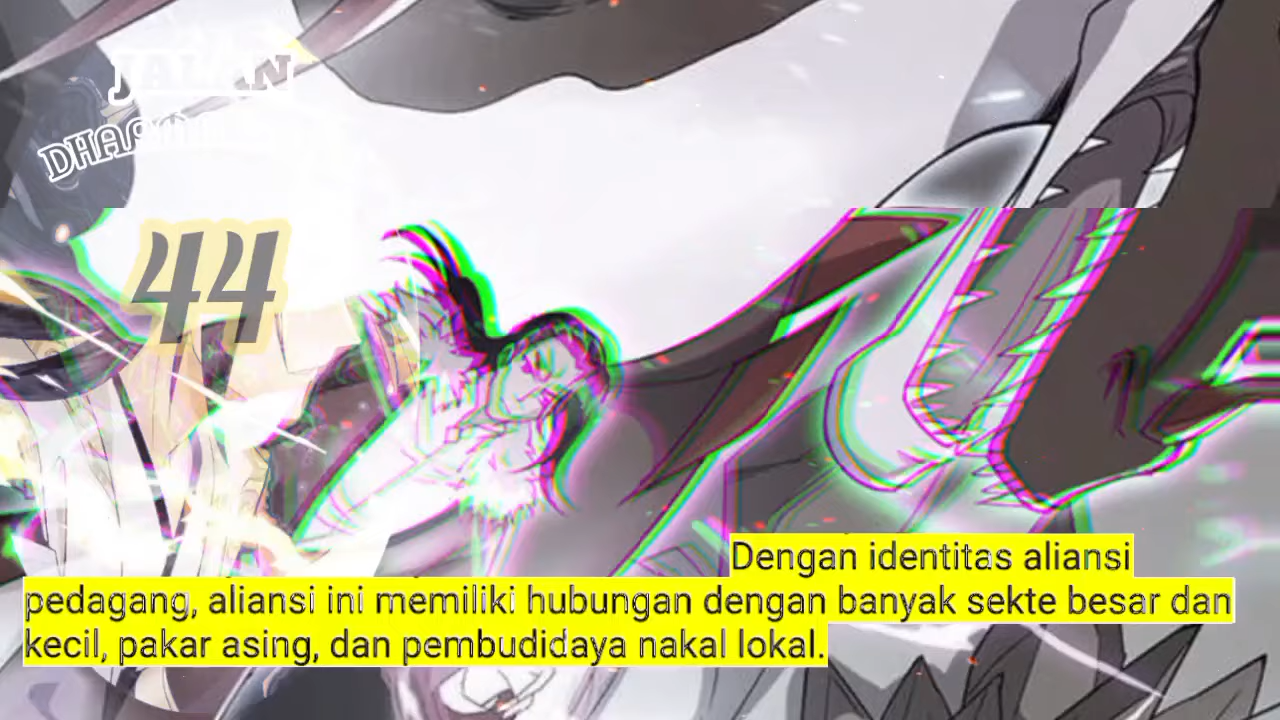 JALAN
44
Dengan identitas aliansi
pedagang, aliansi ini memiliki hubungan dengan banyak sekte besar dan
kecil, pakar asing, dan pembudidaya nakal lokal.